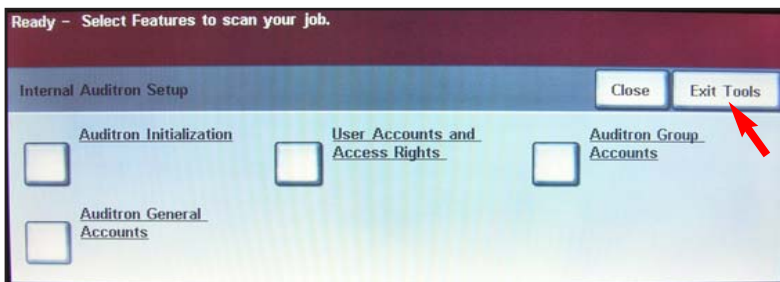 Ready - Select Features to scan your job.
Internal Auditron Setup
Close
Exit Tools
Auditron Initialization
User Accounts and
Access Rights
Auditron Group
Accounts
Auditron General
Accounts